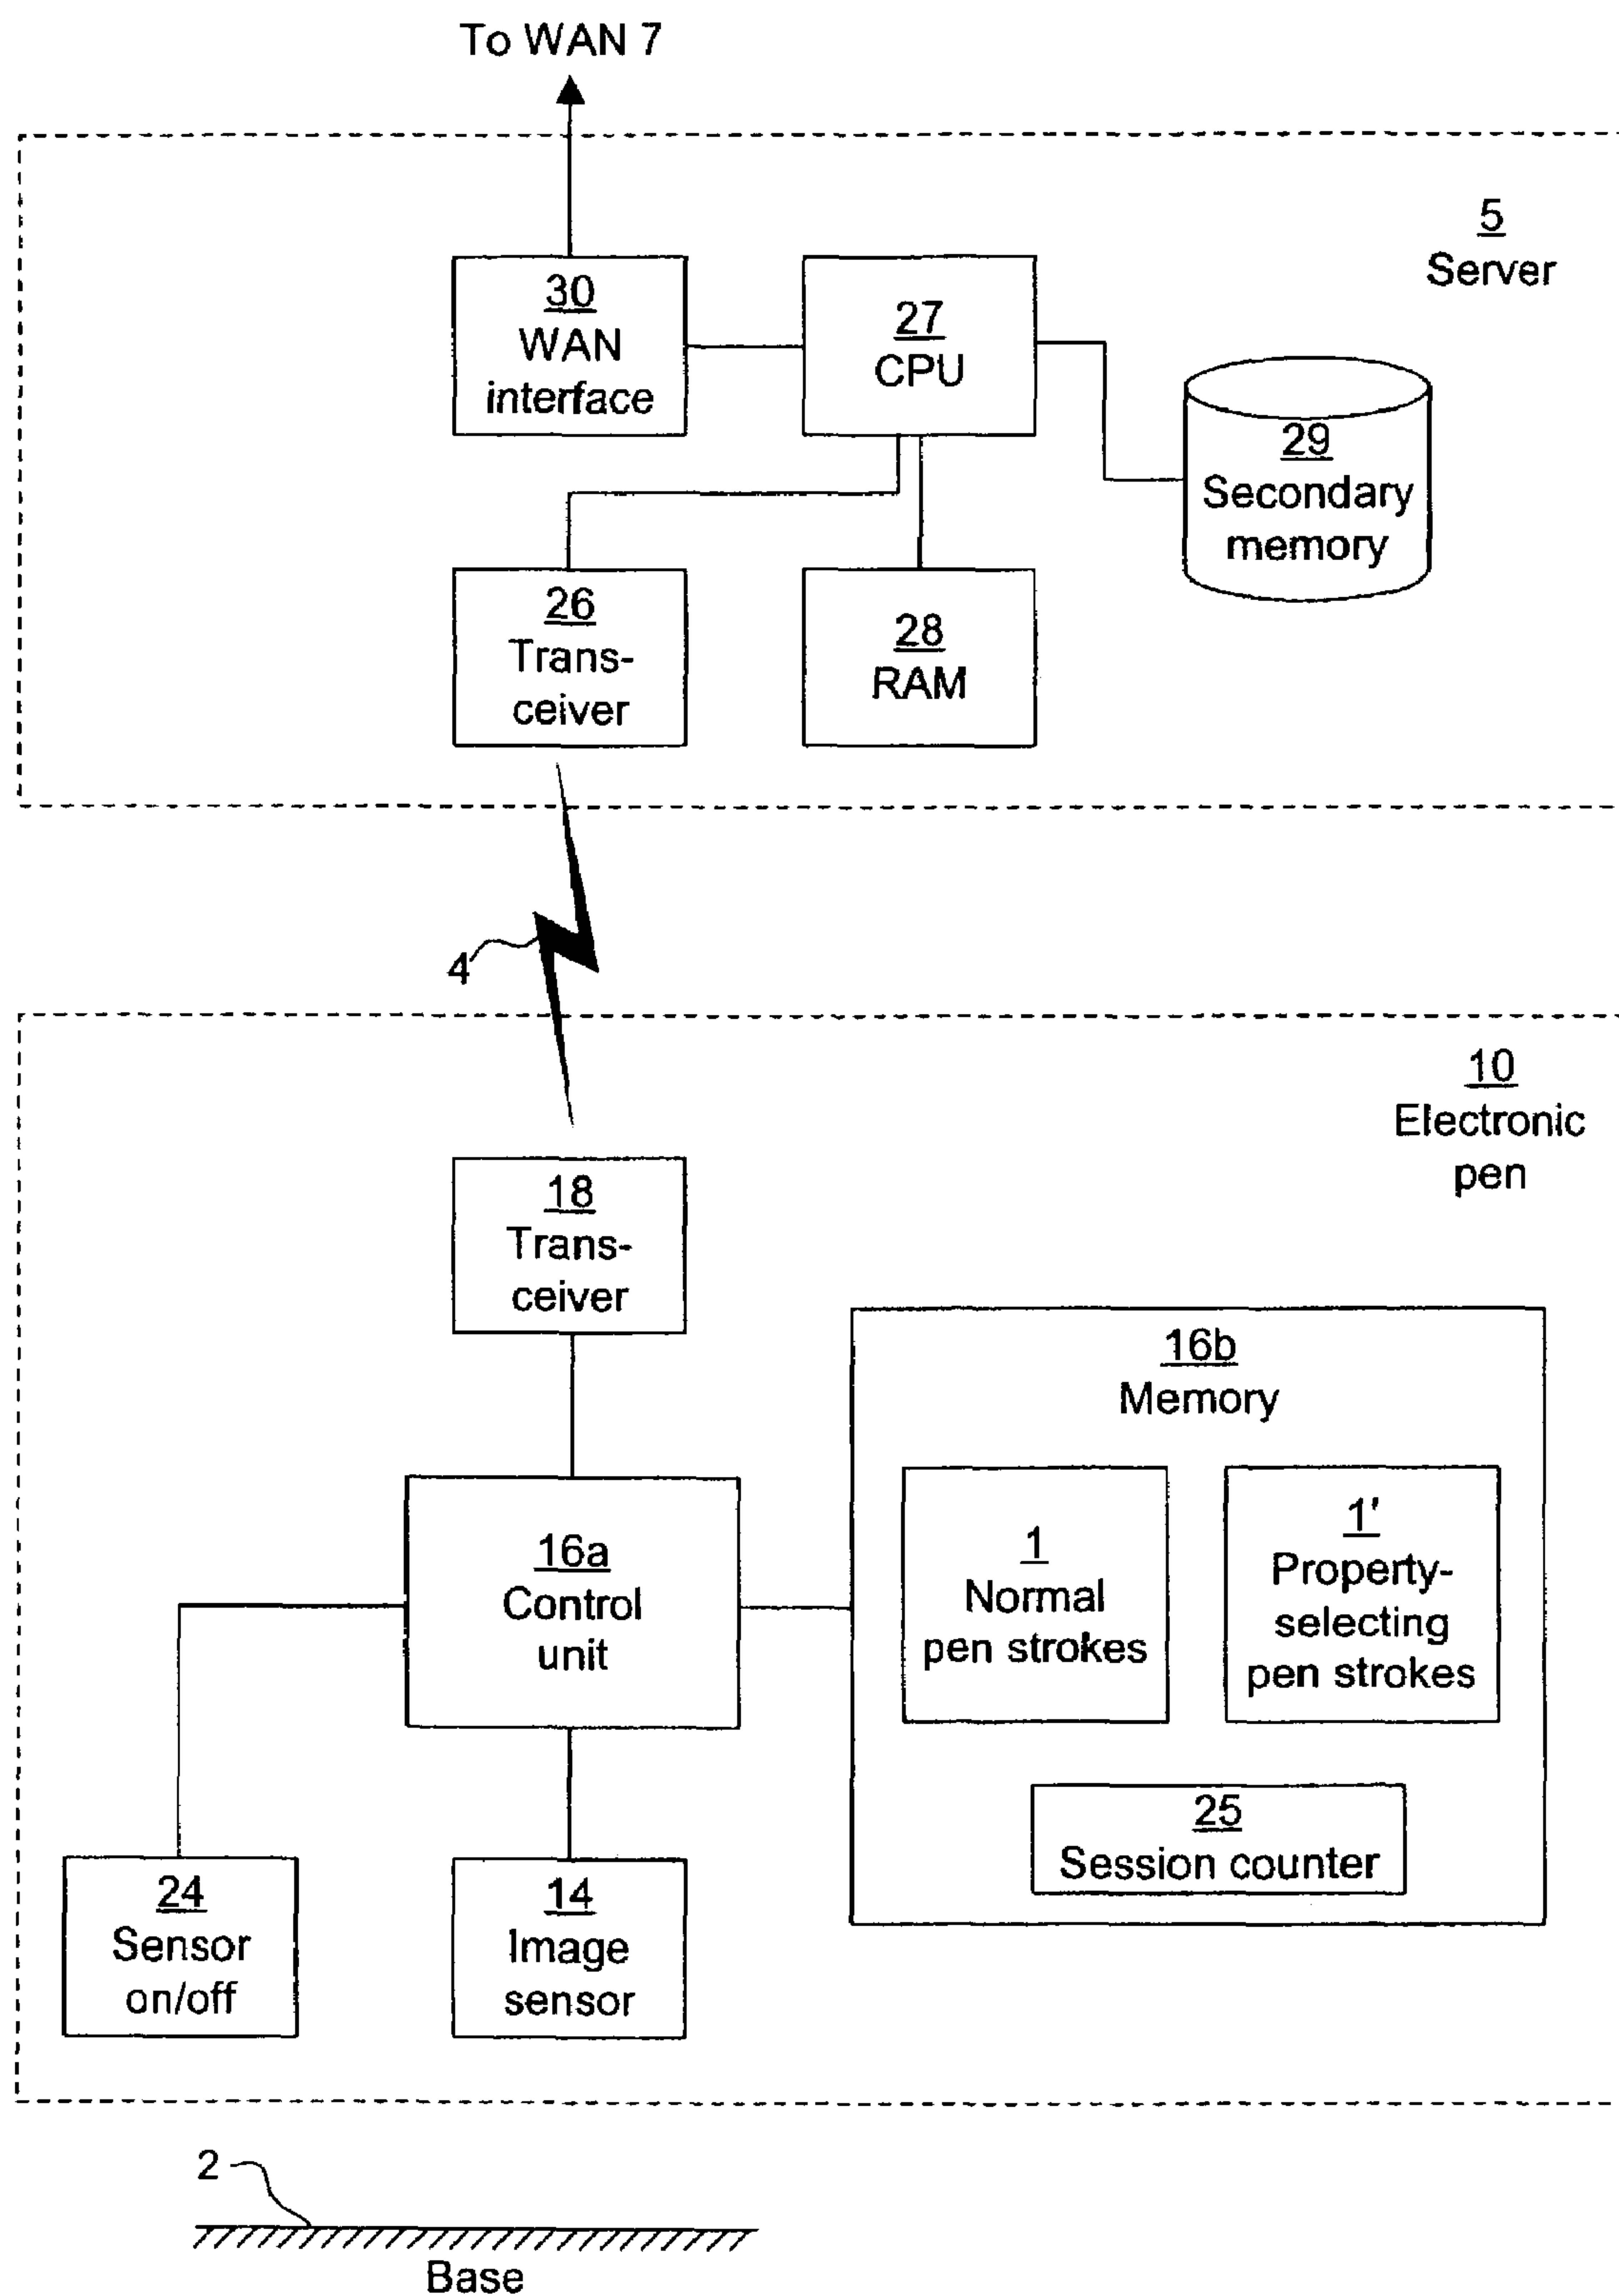 To WAN 7
5
Server
30
WAN
interface
27
CPU
29
Secondary
memory
26
Trans-
ceiver
28
RAM
4
10
Electronic
pen
18
Trans-
ceiver
16b
Memory
16a
Control
unit
1
Normal
pen strokes
1'
Property-
selecting
pen strokes
25
Session counter
24
Sensor
on/off
14
Image
sensor
2
Base